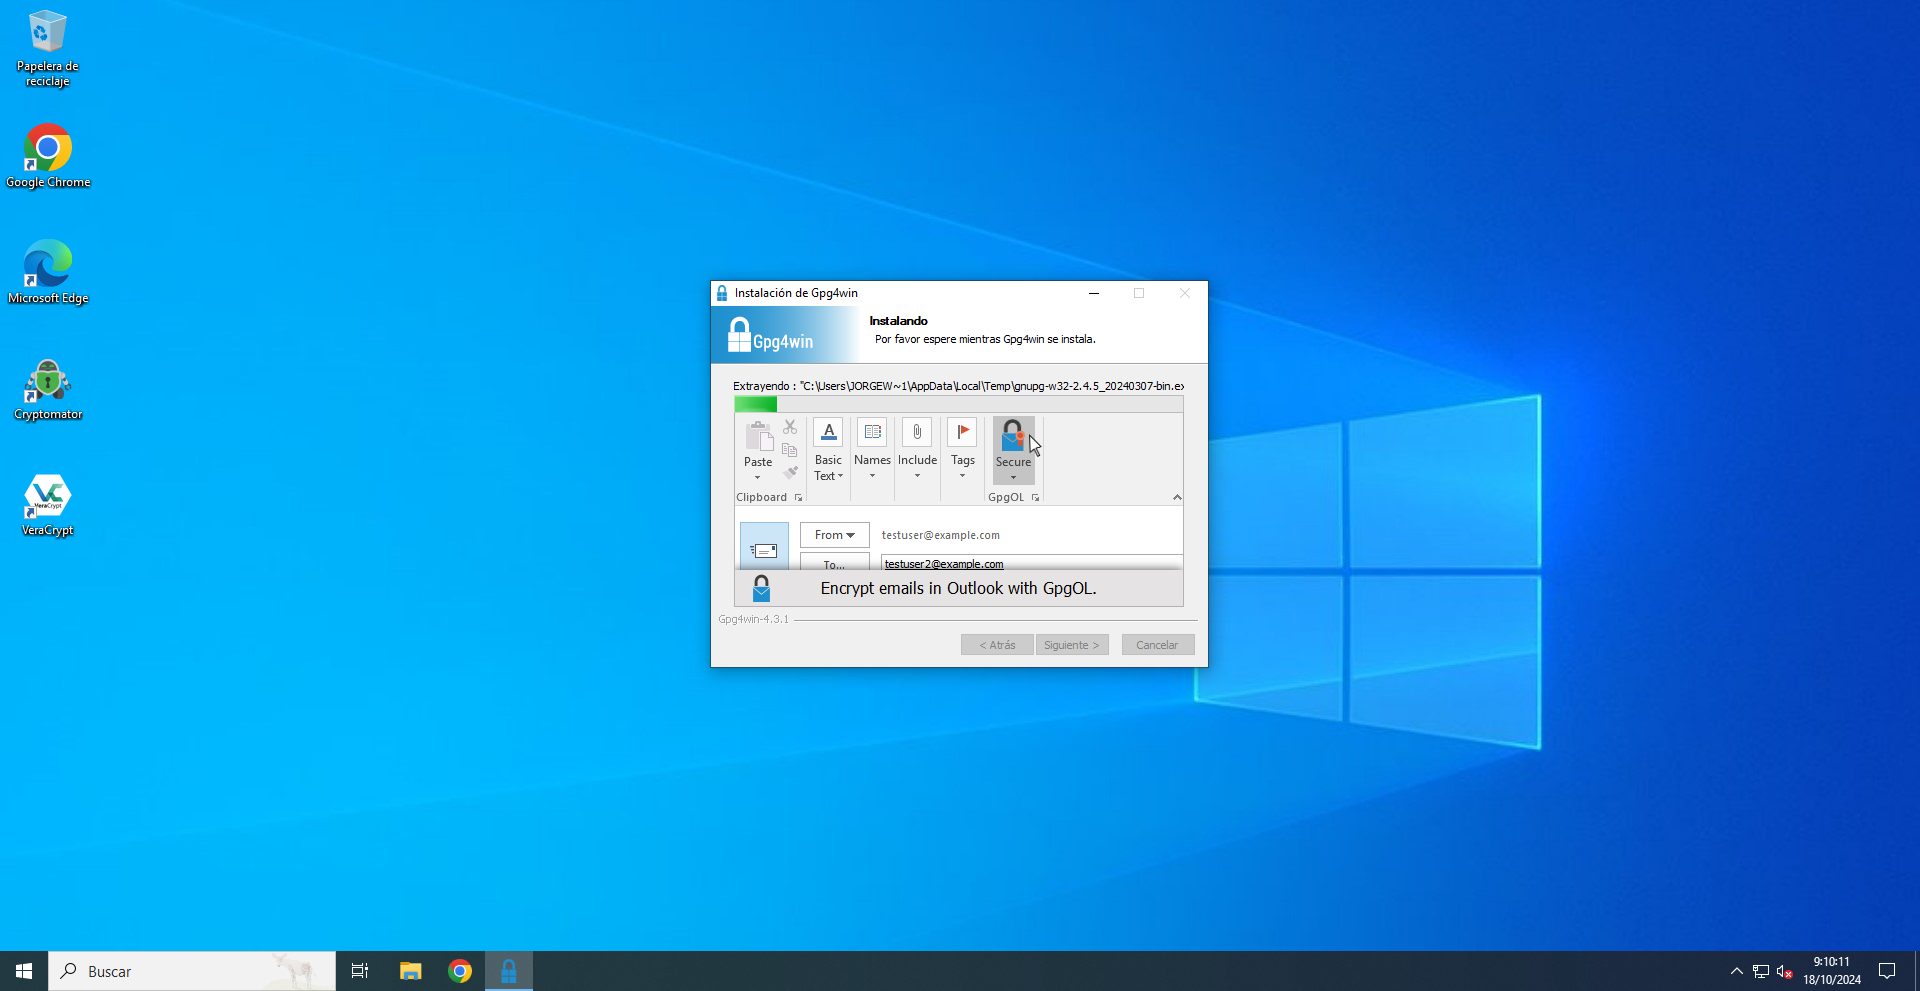 Papelera de
reciclaje
Google Chrome
Microsoft Edge
Cryptomator
VeraCrypt
VeraCrypt
Instalación de Gpg4win
Gpg4win
Instalando
Por favor espere mientras Gpg4win se instala.
Extrayendo : "C:\Users\JORGEW~1\AppData\Local\Temp\gnupg-w32-2.4.5_20240307-bin.ex
Paste
Basic
Text
Names
Include
Tags
Secure
Clipboard
GpgOL
From
testuser@example.com
To...
testuser2@example.com
Encrypt emails in Outlook with GpgOL.
Gpg4win-4.3.1
< Atrás
Siguiente >
Cancelar
Buscar
9:10:11
18/10/2024